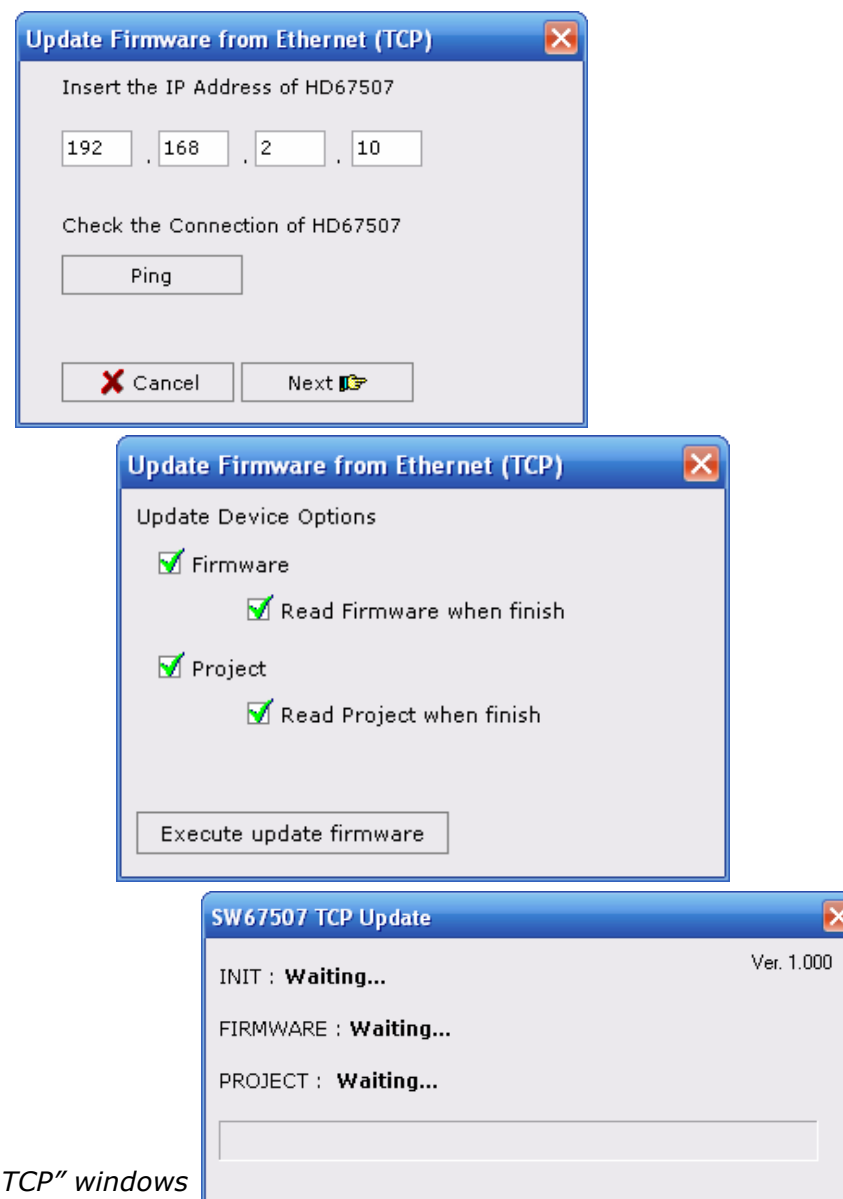 Update Firmware from Ethernet (TCP)
Insert the IP Address of HD67507
192 . 168 . 2 . 10
Check the Connection of HD67507
Ping
Cancel Next
Update Firmware from Ethernet (TCP)
Update Device Options
Firmware
Read Firmware when finish
Project
Read Project when finish
Execute update firmware
SW67507 TCP Update
Ver. 1.000
INIT : Waiting...
FIRMWARE : Waiting...
PROJECT : Waiting...
TCP” windows